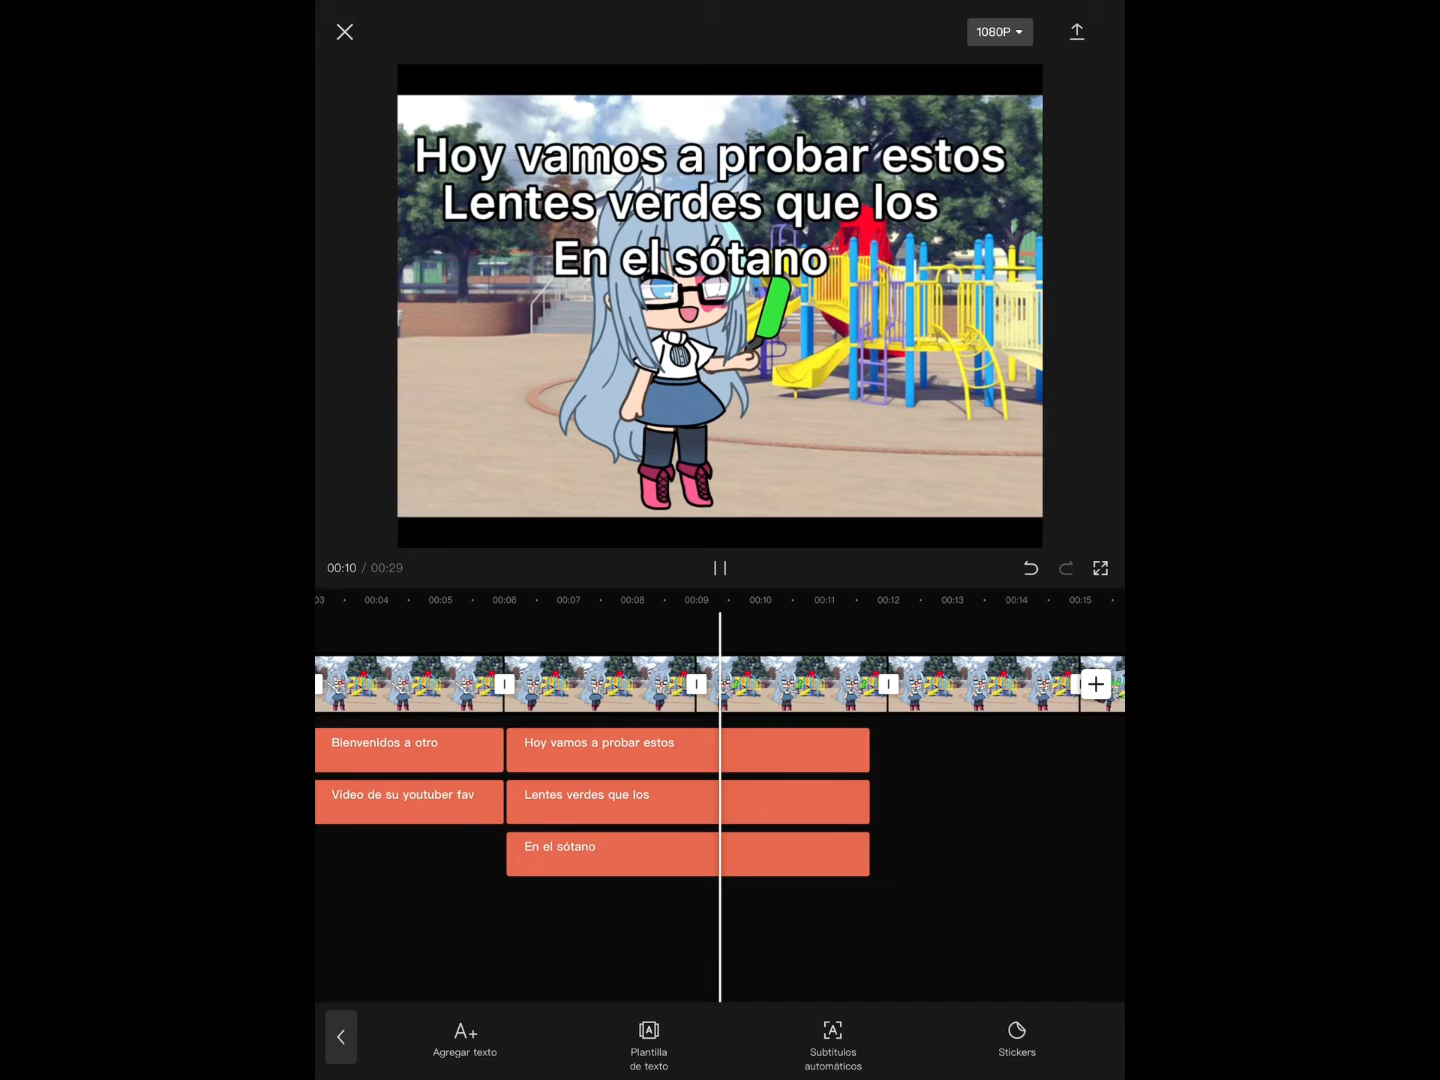 1080P
Hoy vamos a probar estos
Lentes verdes que los
En el sótano
00:10 / 00:29
03 00:04 00:05 00:06 00:07 00:08 00:09 00:10 00:11 00:12 00:13 00:14 00:15
Bienvenidos a otro
Hoy vamos a probar estos
Video de su youtuber fav
Lentes verdes que los
En el sótano
A+
Agregar texto
Plantilla
de texto
Subtítulos
automáticos
Stickers